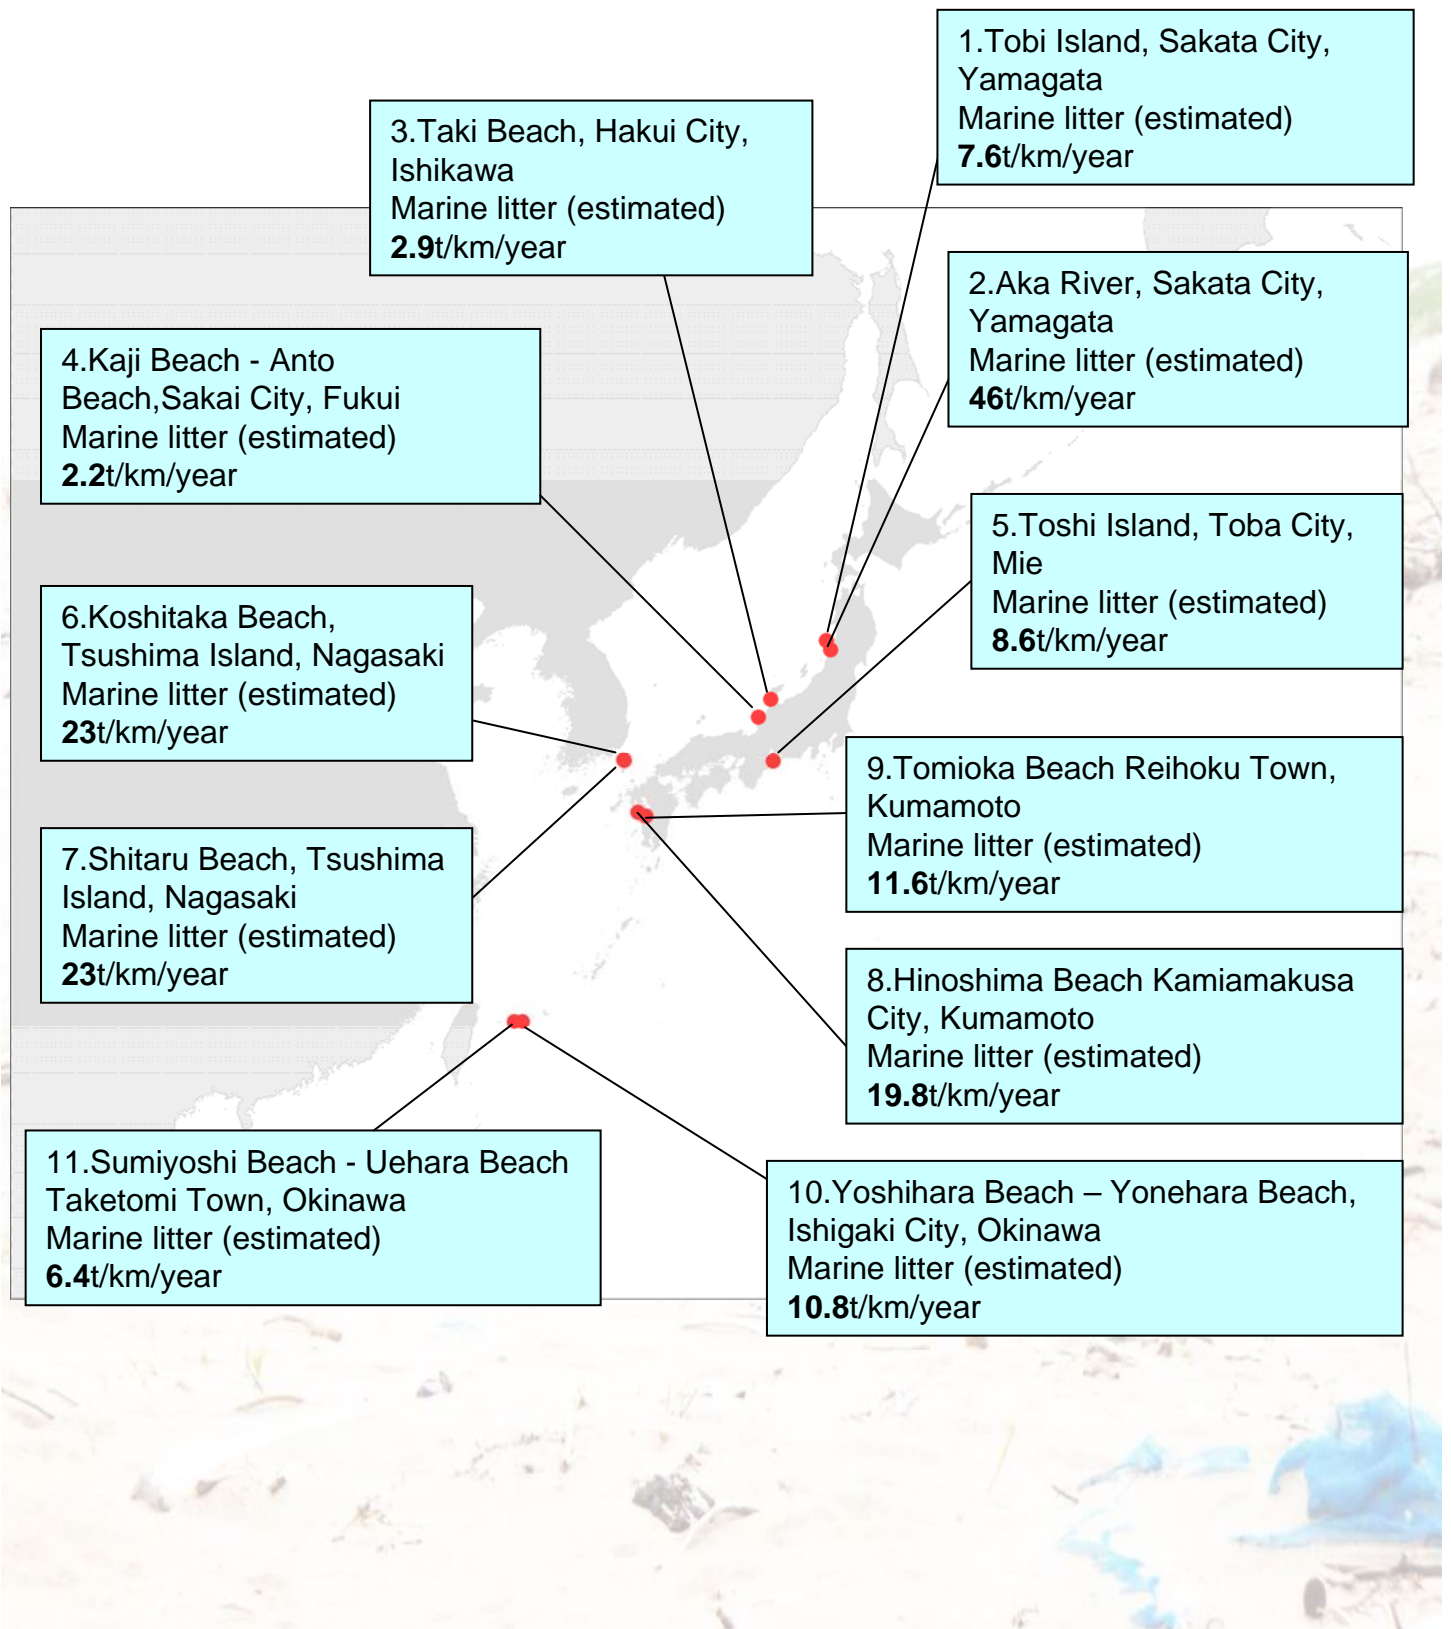 1.Tobi Island, Sakata City,
Yamagata
Marine litter (estimated)
7.6t/km/year
3.Taki Beach, Hakui City,
Ishikawa
Marine litter (estimated)
2.9t/km/year
2.Aka River, Sakata City,
Yamagata
Marine litter (estimated)
46t/km/year
4.Kaji Beach - Anto
Beach,Sakai City, Fukui
Marine litter (estimated)
2.2t/km/year
5.Toshi Island, Toba City,
Mie
Marine litter (estimated)
8.6t/km/year
6.Koshitaka Beach,
Tsushima Island, Nagasaki
Marine litter (estimated)
23t/km/year
9.Tomioka Beach Reihoku Town,
Kumamoto
Marine litter (estimated)
11.6t/km/year
7.Shitaru Beach, Tsushima
Island, Nagasaki
Marine litter (estimated)
23t/km/year
8.Hinoshima Beach Kamiamakusa
City, Kumamoto
Marine litter (estimated)
19.8t/km/year
11.Sumiyoshi Beach - Uehara Beach
Taketomi Town, Okinawa
Marine litter (estimated)
6.4t/km/year
10.Yoshihara Beach – Yonehara Beach,
Ishigaki City, Okinawa
Marine litter (estimated)
10.8t/km/year